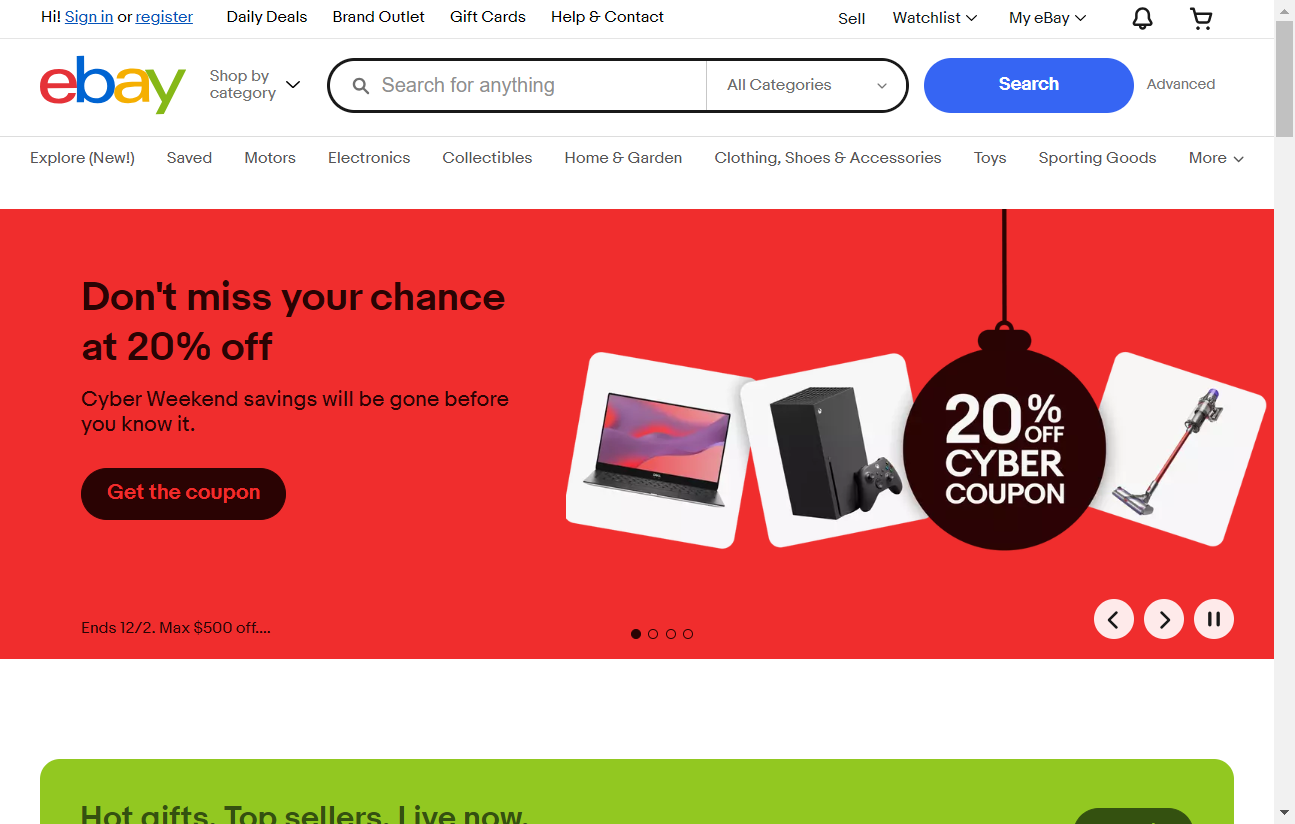 Hi! Sign in or register Daily Deals Brand Outlet Gift Cards Help & Contact Sell Watchlist My eBay
ebay
Shop by
category
Search for anything All Categories Search Advanced
Explore (New!) Saved Motors Electronics Collectibles Home & Garden Clothing, Shoes & Accessories Toys Sporting Goods More
Don't miss your chance
at 20% off
Cyber Weekend savings will be gone before
you know it.
Get the coupon
20%
OFF
CYBER
COUPON
Ends 12/2. Max $500 off....
Hot gifts. Top sellers. Live now.